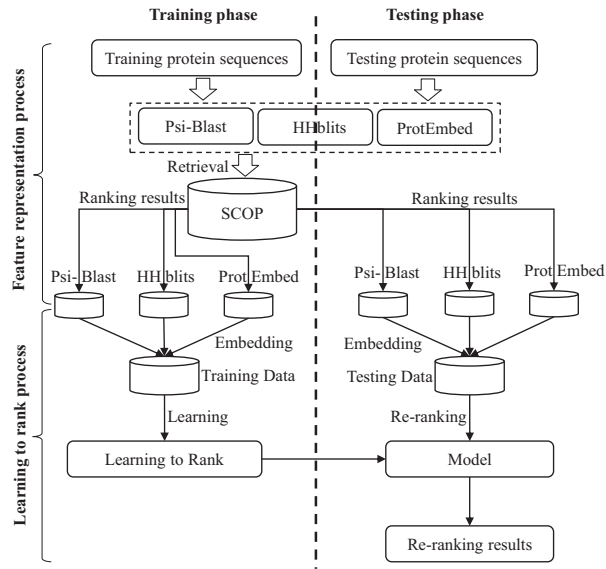 Training phase
Testing phase
Feature representation process
Training protein sequences
Testing protein sequences
Psi-Blast
HHblits
ProtEmbed
Retrieval
Ranking results
SCOP
Ranking results
Psi- Blast
HH blits
Prot Embed
Psi- Blast
HH blits
Prot Embed
Learning to rank process
Embedding
Embedding
Training Data
Testing Data
Learning
Re-ranking
Learning to Rank
Model
Re-ranking results